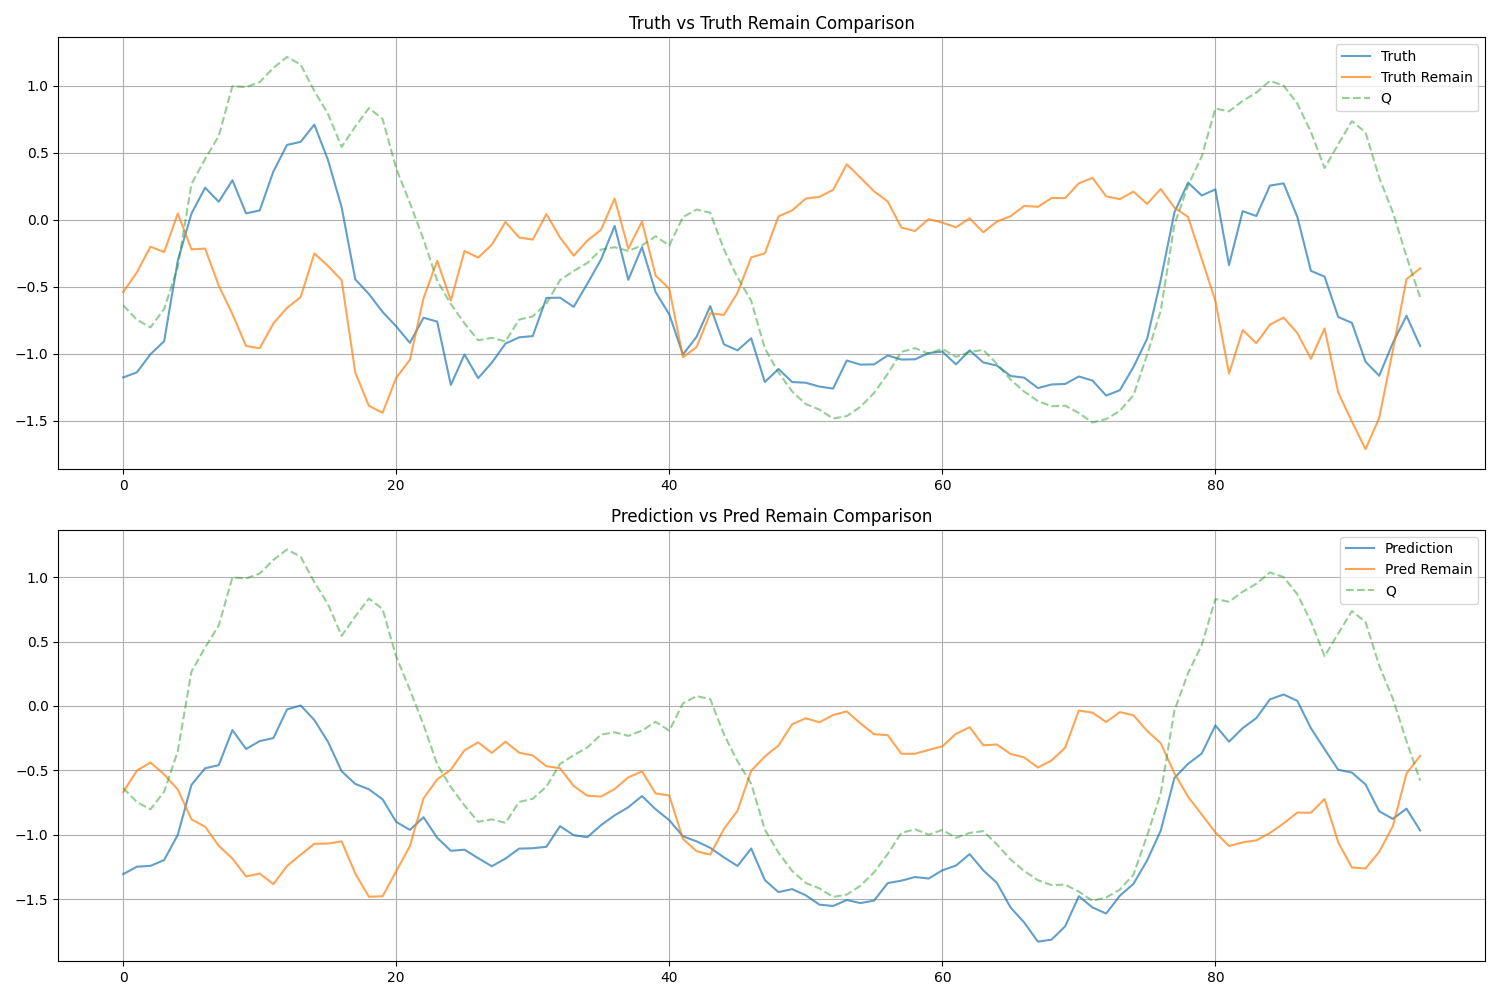 Truth vs Truth Remain Comparison
Truth
Truth Remain
Q
1.0
0.5
0.0
−0.5
−1.0
−1.5
0 20 40 60 80
Prediction vs Pred Remain Comparison
Prediction
Pred Remain
Q
1.0
0.5
0.0
−0.5
−1.0
−1.5
0 20 40 60 80